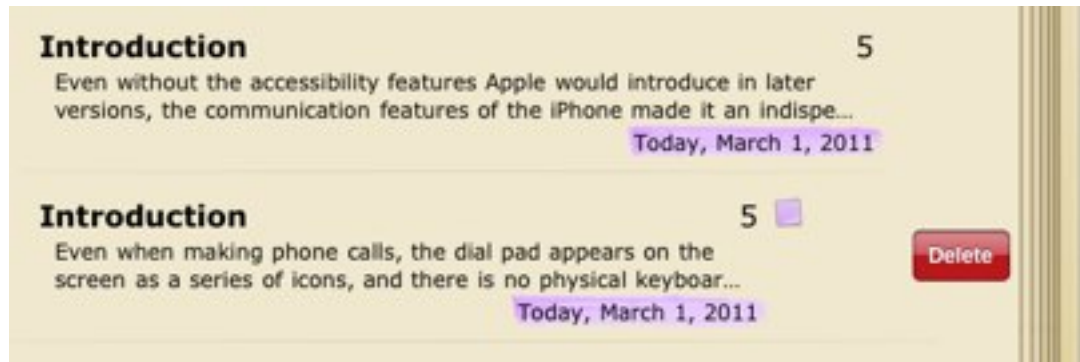 Introduction 5
Even without the accessibility features Apple would introduce in later
versions, the communication features of the iPhone made it an indispe...
Today, March 1, 2011
Introduction 5
Even when making phone calls, the dial pad appears on the
screen as a series of icons, and there is no physical keyboar...
Delete
Today, March 1, 2011